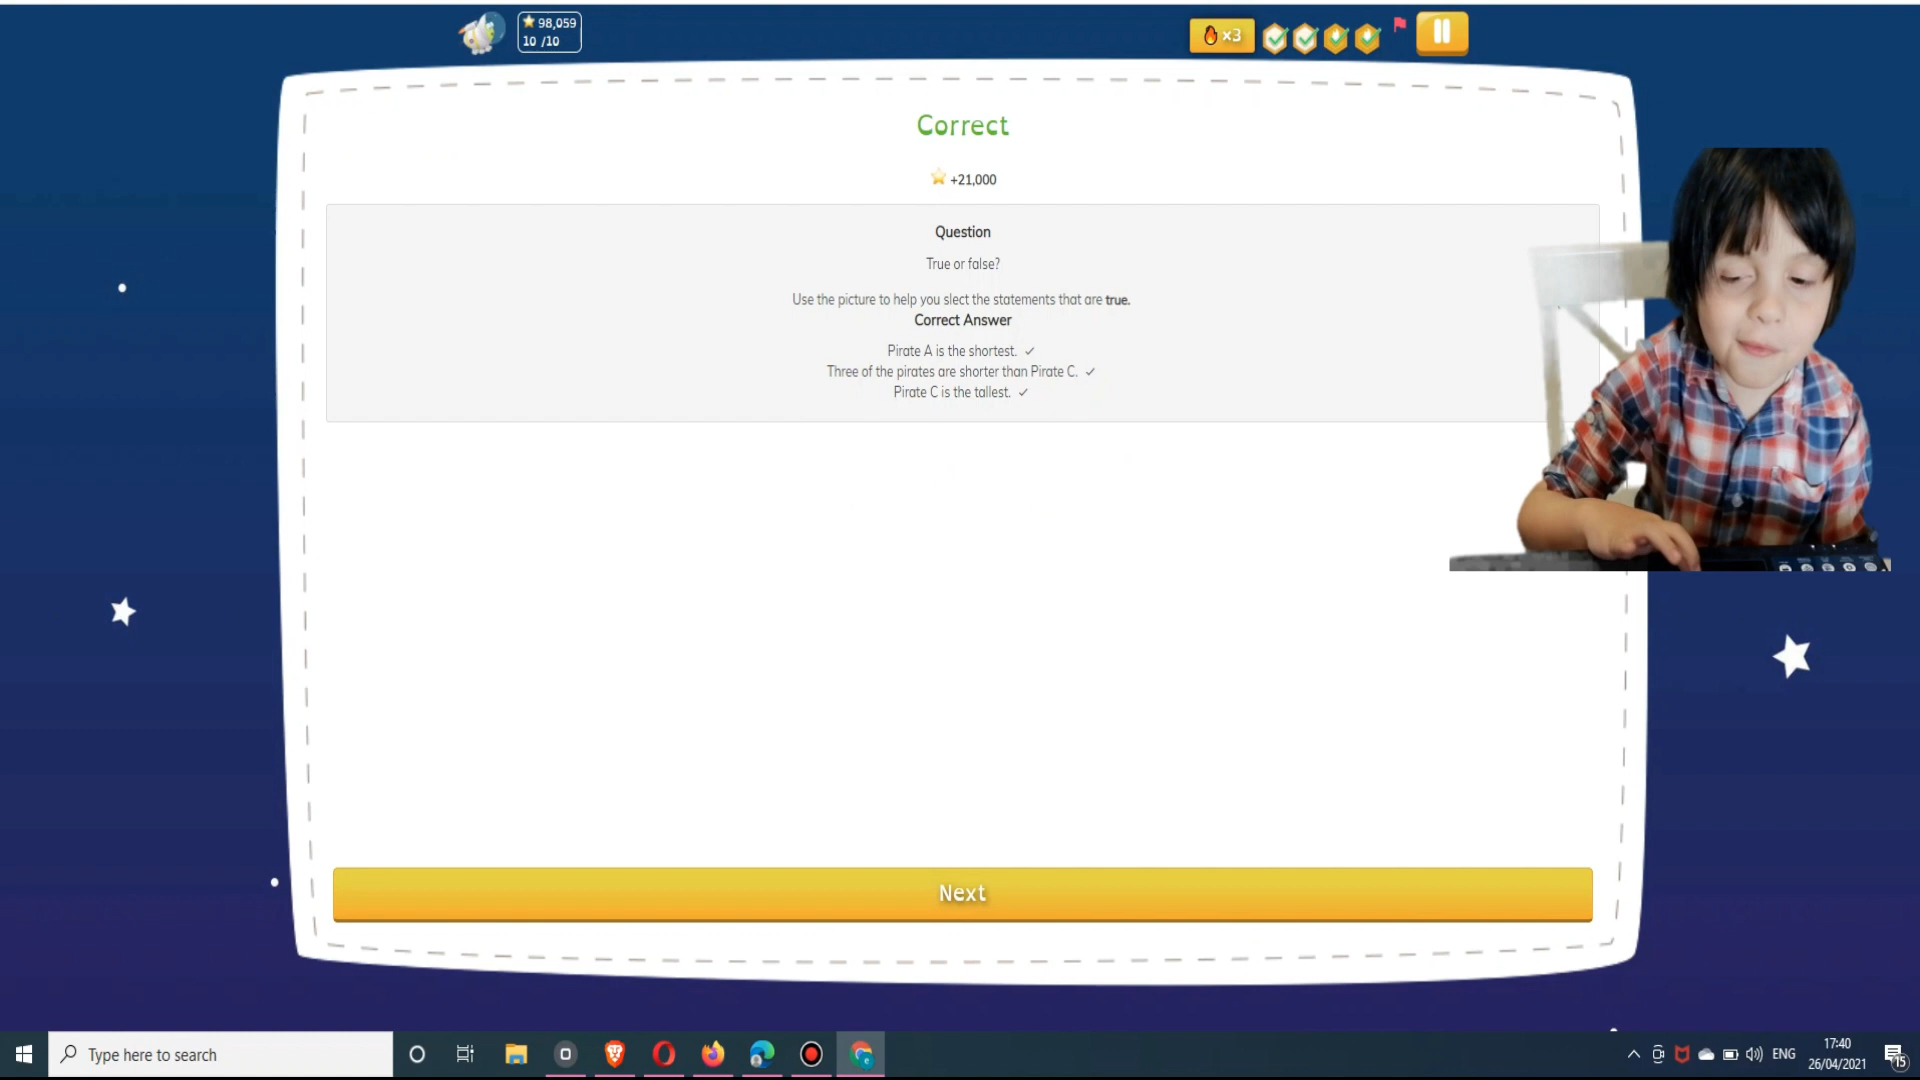 98,059
10 /10
×3
Correct
+21,000
Question
True or false?
Use the picture to help you slect the statements that are true.
Correct Answer
Pirate A is the shortest. ✓
Three of the pirates are shorter than Pirate C. ✓
Pirate C is the tallest. ✓
Next
Type here to search
ENG
17:40
26/04/2021
15